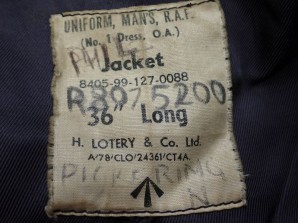 UNIFORM, MAN'S, R.A.F.
(No. 1 Dress, O.A.)
Jacket
8405-99-127-0088
R8075200
36" Long
H. LOTERY & Co. Ltd.
A/78/CLO/24361/CT4A.
PICKERING
N